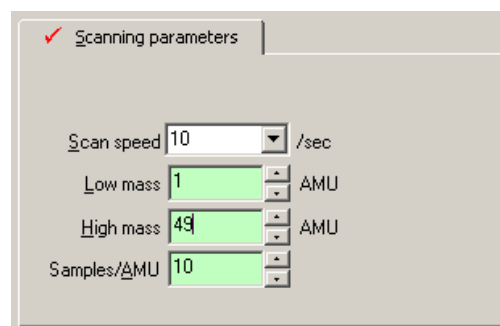 Scanning parameters
Scan speed 10 /sec
Low mass 1 AMU
High mass 49 AMU
Samples/AMU 10